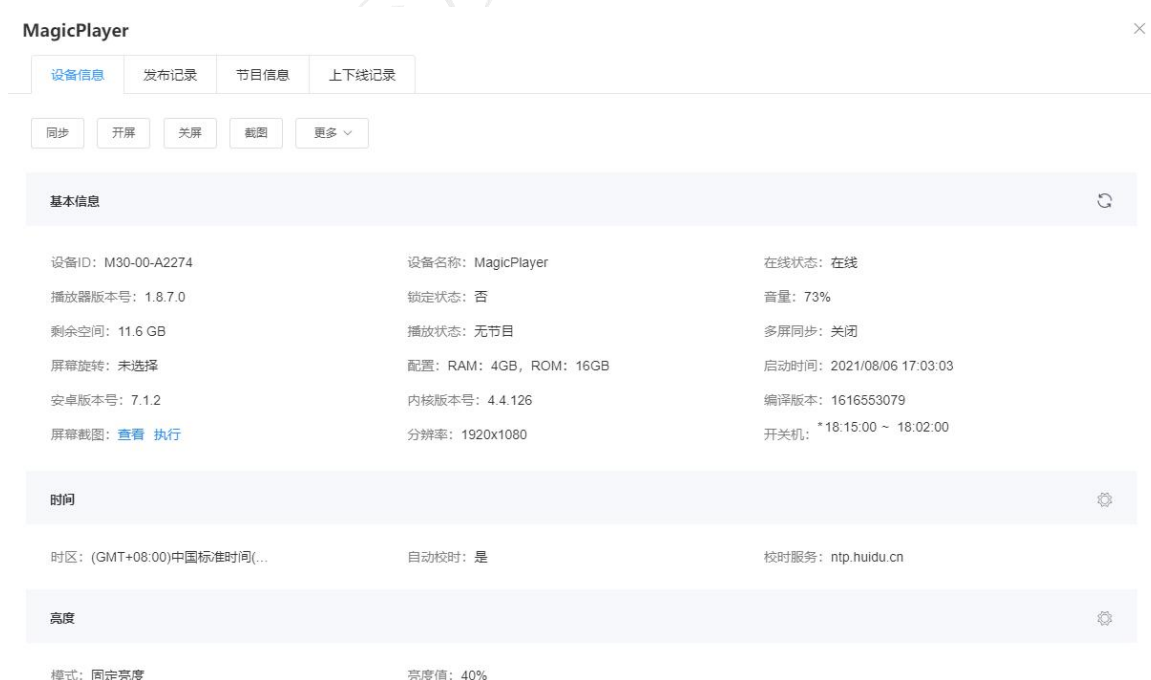 MagicPlayer
设备信息 发布记录 节目信息 上下线记录
同步 开屏 关屏 截图 更多
基本信息
设备ID：M30-00-A2274 设备名称：MagicPlayer 在线状态：在线
播放器版本号：1.8.7.0 锁定状态：否 音量：73%
剩余空间：11.6 GB 播放状态：无节目 多屏同步：关闭
屏幕旋转：未选择 配置：RAM：4GB，ROM：16GB 启动时间：2021/08/06 17:03:03
安卓版本号：7.1.2 内核版本号：4.4.126 编译版本：1616553079
屏幕截图：查看 执行 分辨率：1920x1080 开关机：*18:15:00 ~ 18:02:00
时间
时区：(GMT+08:00)中国标准时间(... 自动校时：是 校时服务：ntp.huidu.cn
亮度
模式：固定亮度 亮度值：40%